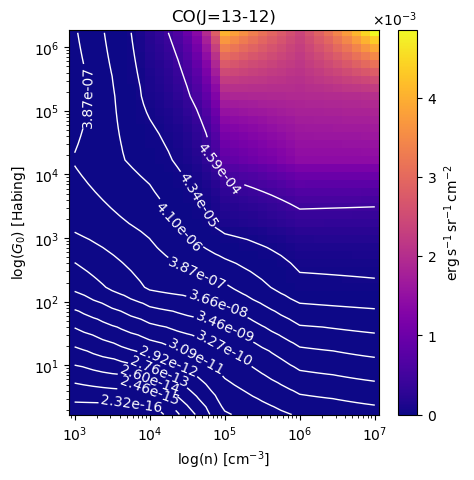 CO(J=13-12)
×10⁻³
10⁶
10⁵
10⁴
10³
10²
10¹
log(G₀) [Habing]
3.87e-07
4.59e-04
4.34e-05
4.10e-06
3.87e-07
3.66e-08
3.46e-09
3.27e-10
3.09e-11
2.92e-12
2.76e-13
2.60e-14
2.46e-15
2.32e-16
10³
10⁴
10⁵
10⁶
10⁷
log(n) [cm⁻³]
4
3
2
1
0
erg s⁻¹ sr⁻¹ cm⁻²